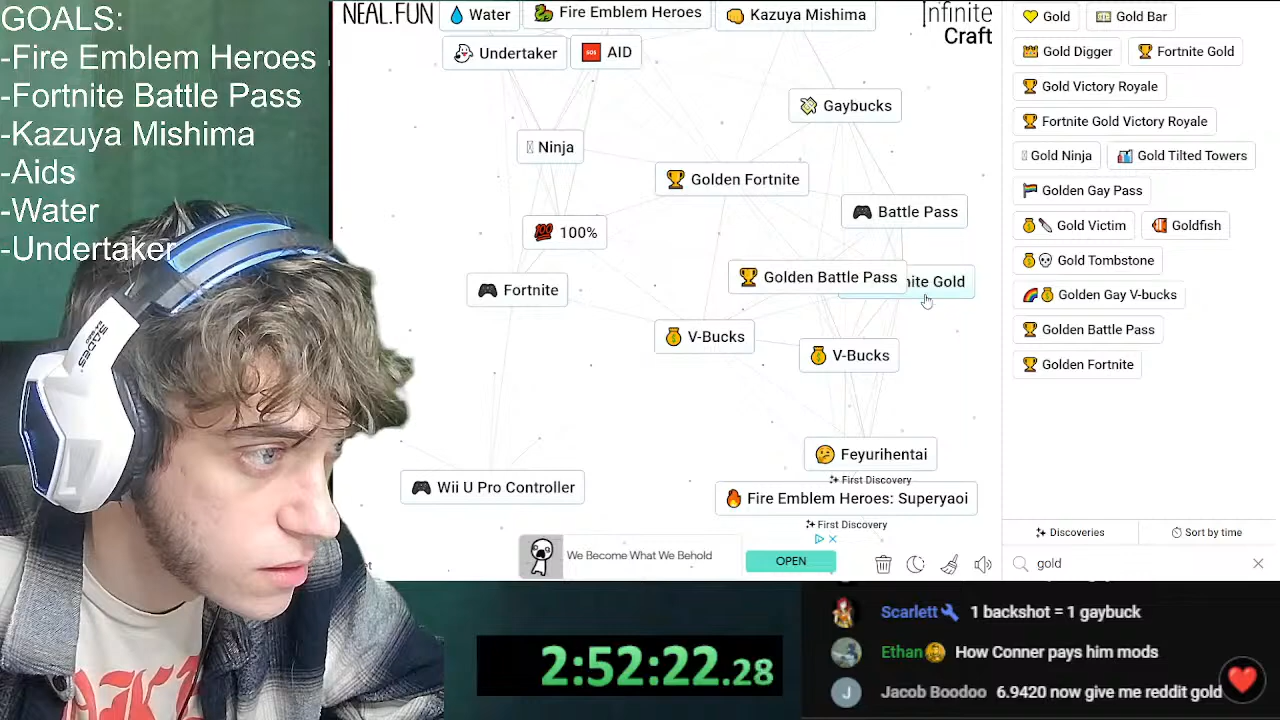 GOALS:
-Fire Emblem Heroes
-Fortnite Battle Pass
-Kazuya Mishima
-Aids
-Water
-Undertaker
NEAL.FUN
Infinite
Craft
Water
Fire Emblem Heroes
Kazuya Mishima
Undertaker
AID
Gaybucks
Ninja
Golden Fortnite
Battle Pass
100%
Golden Battle Pass
nite Gold
Fortnite
V-Bucks
V-Bucks
Feyurihentai
First Discovery
Wii U Pro Controller
Fire Emblem Heroes: Superyaoi
First Discovery
We Become What We Behold
OPEN
Gold
Gold Bar
Gold Digger
Fortnite Gold
Gold Victory Royale
Fortnite Gold Victory Royale
Gold Ninja
Gold Tilted Towers
Golden Gay Pass
Gold Victim
Goldfish
Gold Tombstone
Golden Gay V-bucks
Golden Battle Pass
Golden Fortnite
Discoveries
Sort by time
gold
2:52:22.28
Scarlett 1 backshot = 1 gaybuck
Ethan How Conner pays him mods
J Jacob Boodoo 6.9420 now give me reddit gold